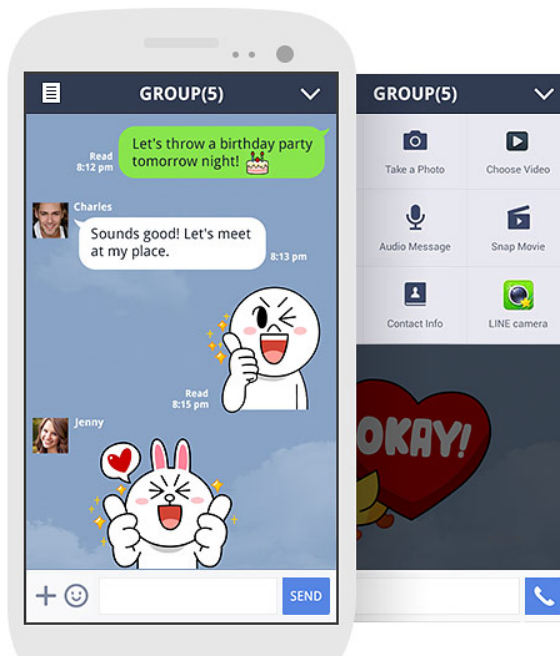 GROUP(5)
Let's throw a birthday party
tomorrow night!
Read
8:12 pm
Charles
Sounds good! Let's meet
at my place.
8:13 pm
Read
8:15 pm
Jenny
SEND
GROUP(5)
Take a Photo
Choose Video
Audio Message
Snap Movie
Contact Info
LINE camera
OKAY!